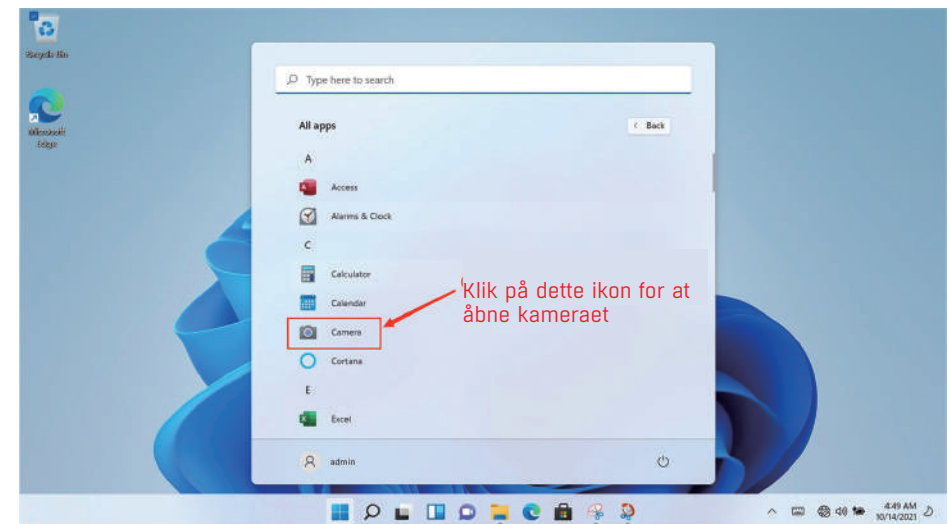 Recycle Bin
Microsoft
Edge
Type here to search
All apps
< Back
A
Access
Alarms & Clock
C
Calculator
Calendar
Klik på dette ikon for at
åbne kameraet
Camera
Cortana
E
Excel
admin
4:49 AM
10/14/2021